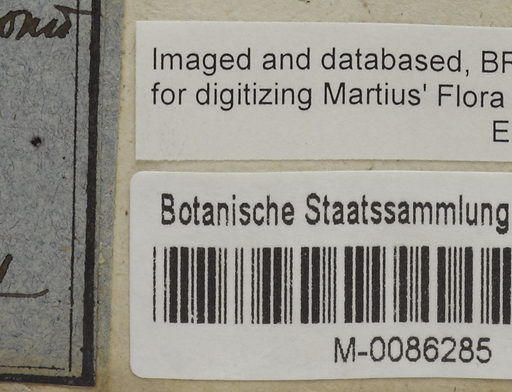 Imaged and databased, BR
for digitizing Martius' Flora
E
Botanische Staatssammlung
M-0086285